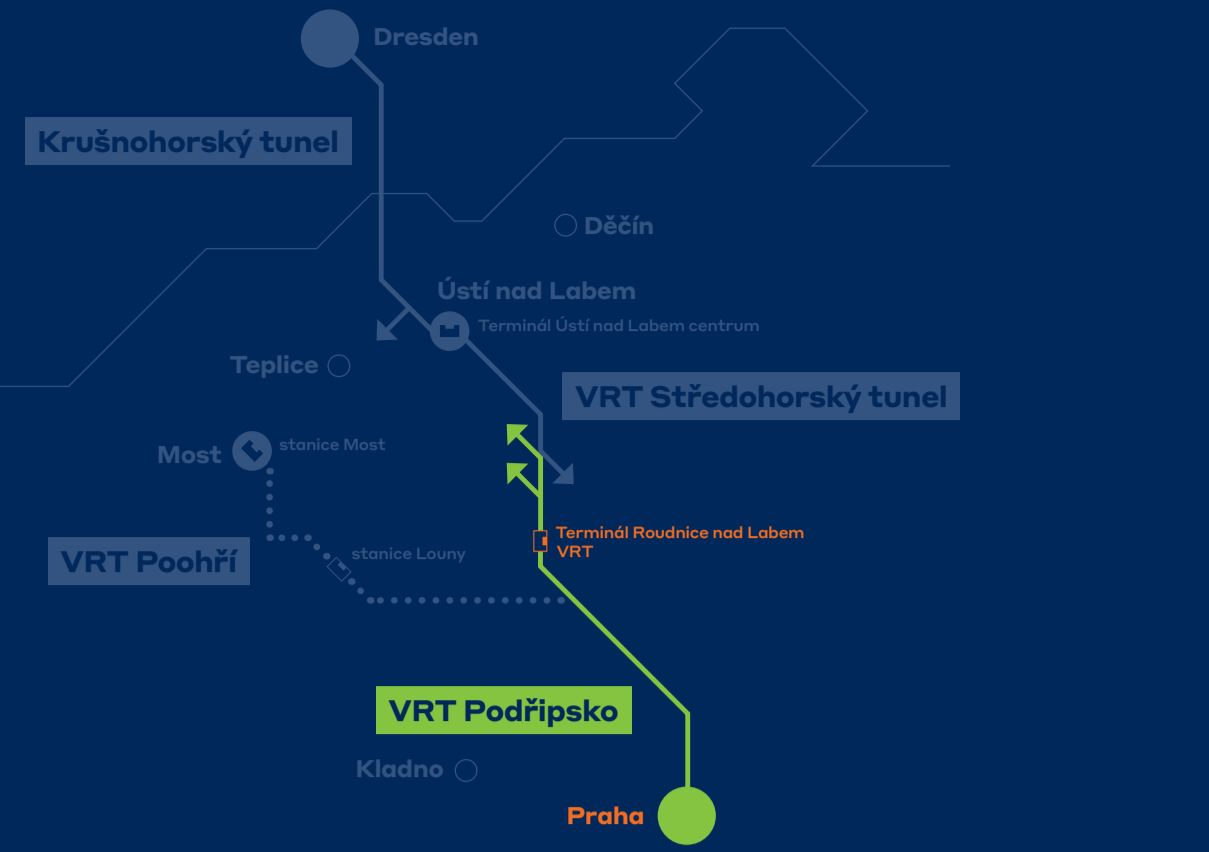 Dresden
Krušnohorský tunel
Děčín
Ústí nad Labem
Terminál Ústí nad Labem centrum
Teplice
VRT Středohorský tunel
Most
stanice Most
Terminál Roudnice nad Labem
VRT
VRT Poohří
stanice Louny
VRT Podřipsko
Kladno
Praha